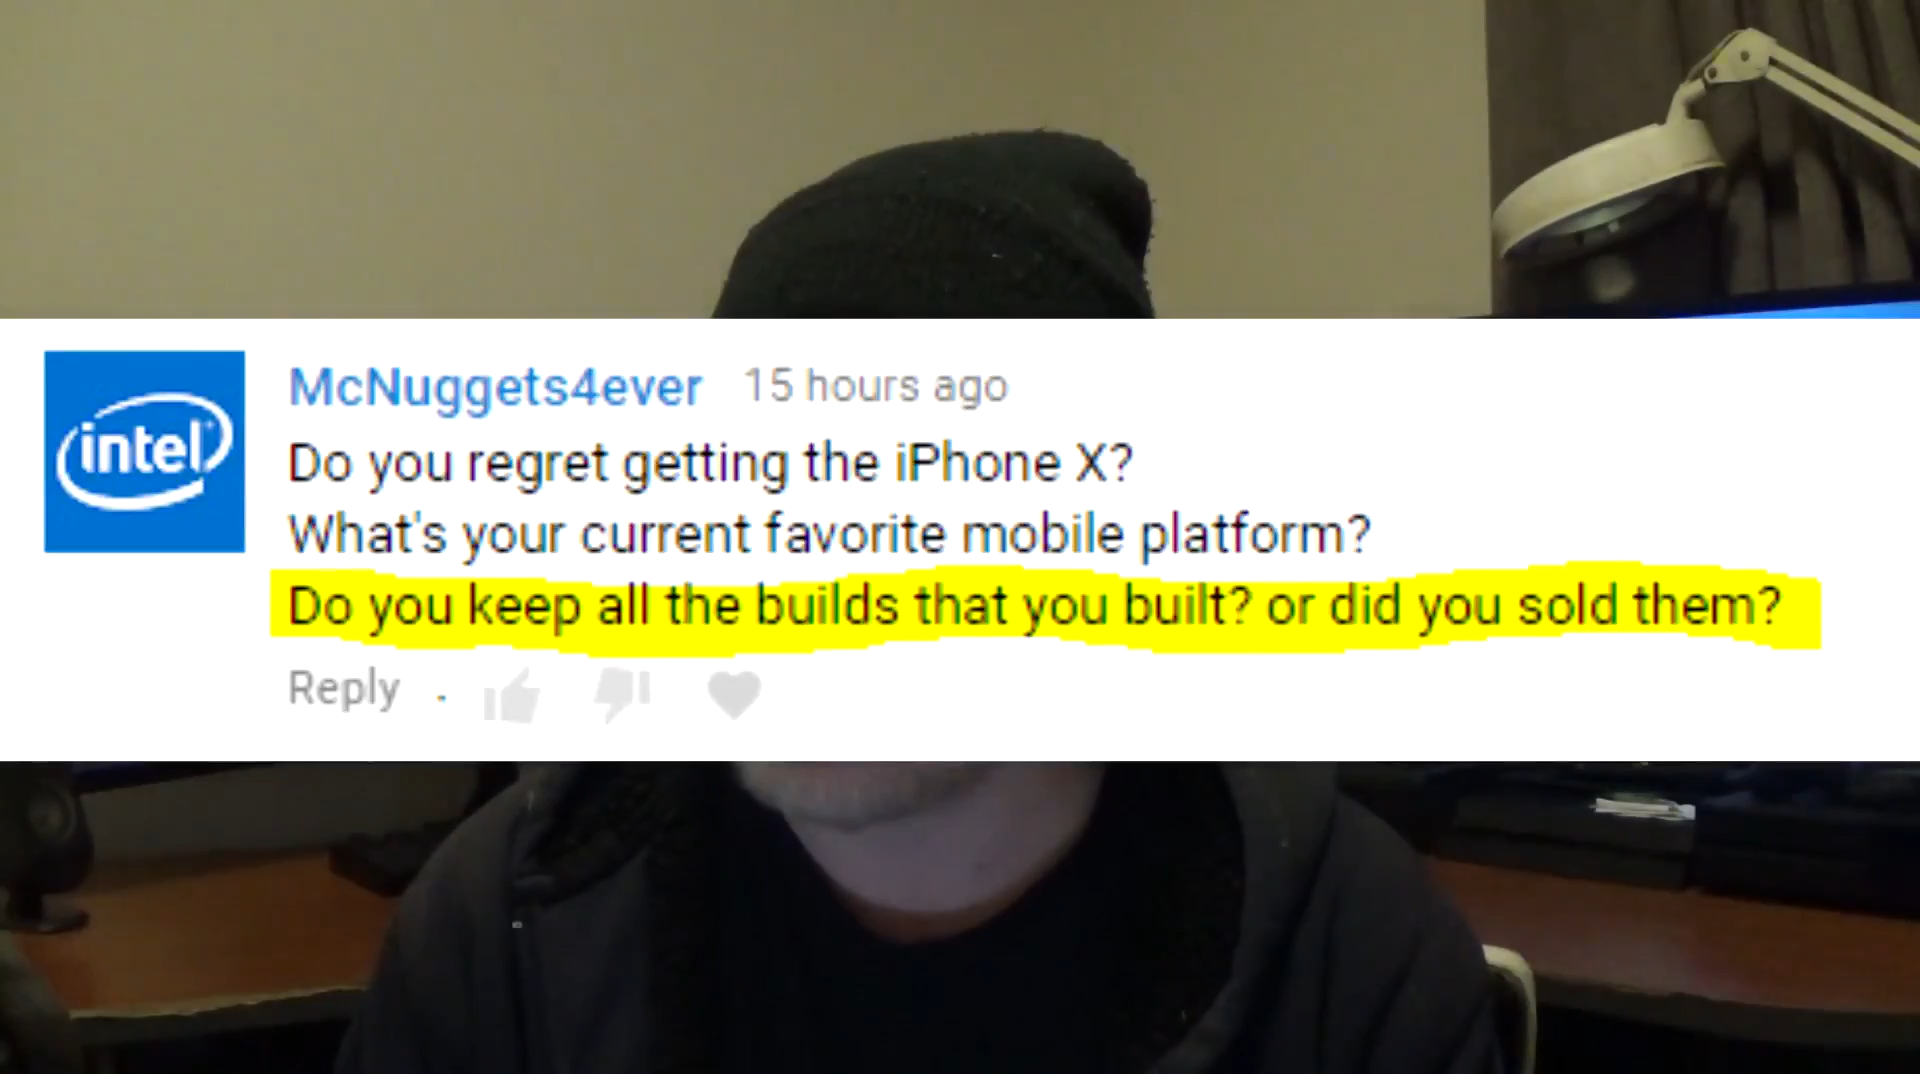 intel
McNuggets4ever 15 hours ago
Do you regret getting the iPhone X?
What's your current favorite mobile platform?
Do you keep all the builds that you built? or did you sold them?
Reply